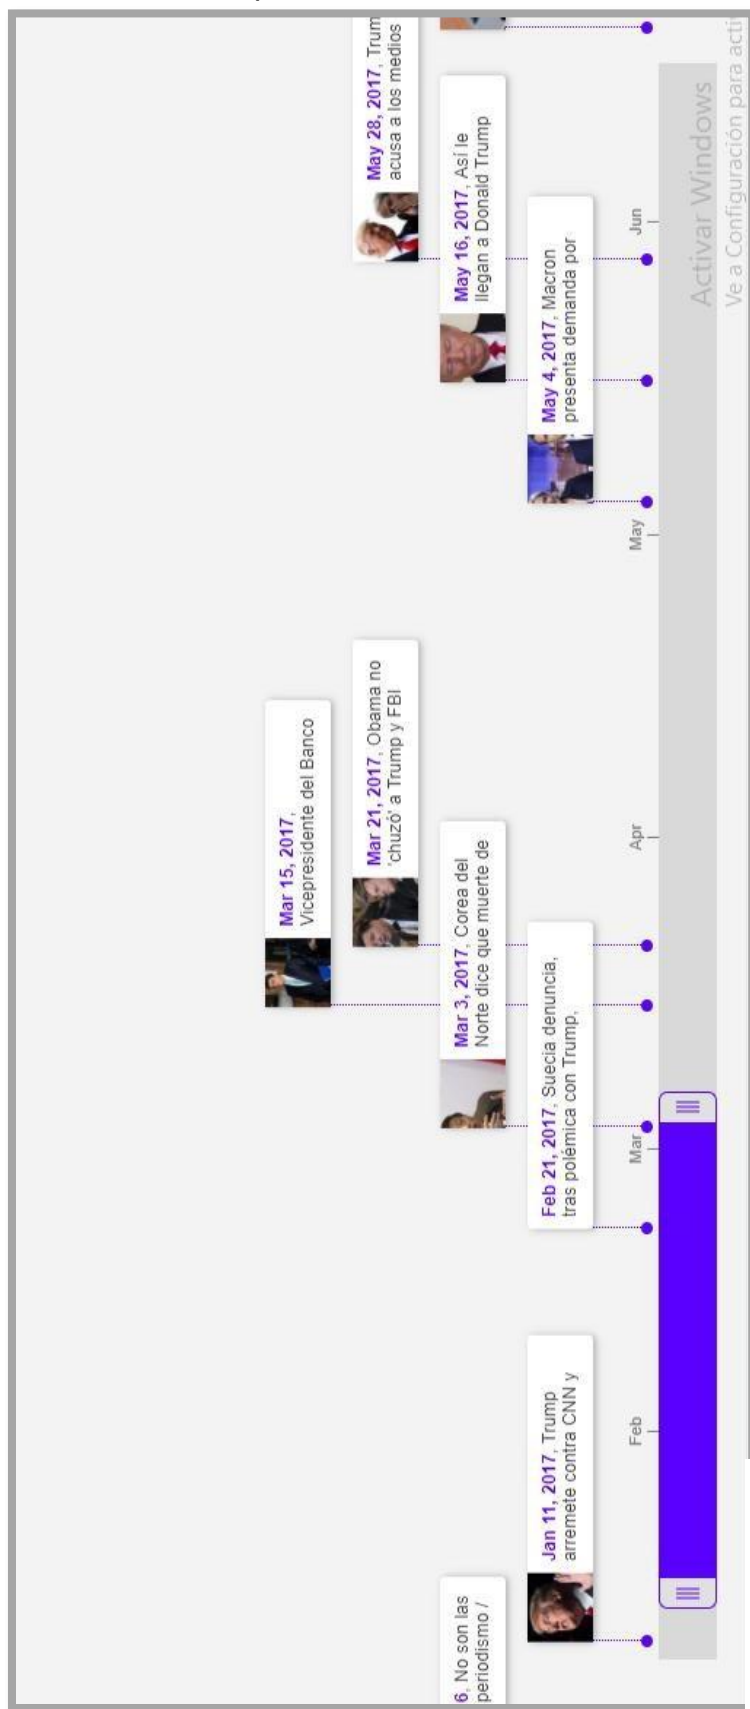 6, No son las
periodismo /
Jan 11, 2017, Trump
arremete contra CNN y
Feb 21, 2017, Suecia denuncia,
tras polémica con Trump,
Mar 3, 2017, Corea del
Norte dice que muerte de
Mar 15, 2017,
Vicepresidente del Banco
Mar 21, 2017, Obama no
'chuzó' a Trump y FBI
May 4, 2017, Macron
presenta demanda por
May 16, 2017, Así le
llegan a Donald Trump
May 28, 2017, Trum
acusa a los medios
Feb
Mar
Apr
May
Jun
Activar Windows
Ve a Configuración para acti